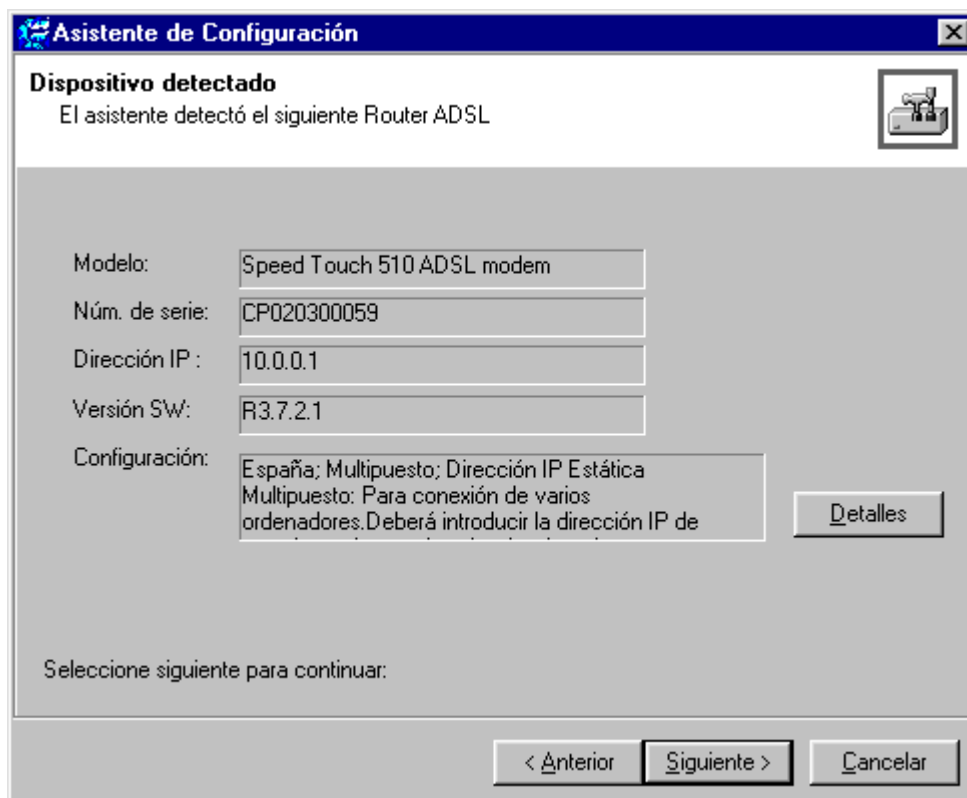 Asistente de Configuración
Dispositivo detectado
El asistente detectó el siguiente Router ADSL
Modelo: Speed Touch 510 ADSL modem
Núm. de serie: CP020300059
Dirección IP : 10.0.0.1
Versión SW: R3.7.2.1
Configuración: España; Multipuesto; Dirección IP Estática
Multipuesto: Para conexión de varios
ordenadores.Deberá introducir la dirección IP de
Detalles
Seleccione siguiente para continuar:
< Anterior Siguiente > Cancelar